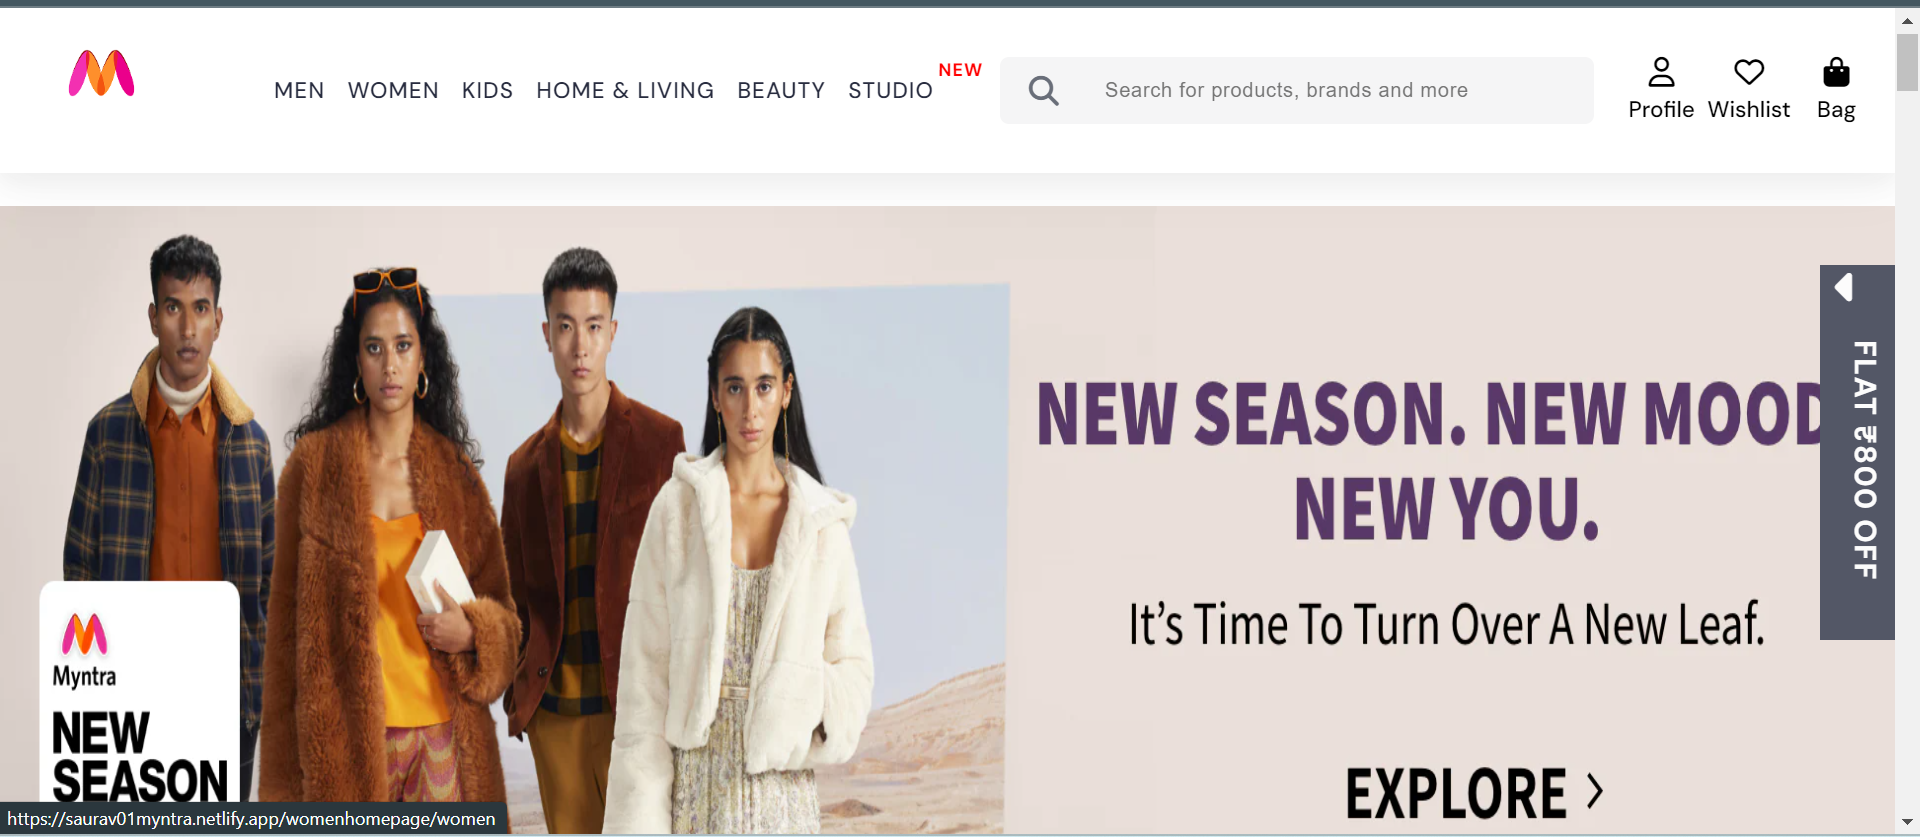 MEN WOMEN KIDS HOME & LIVING BEAUTY STUDIO NEW
Search for products, brands and more
Profile Wishlist Bag
NEW SEASON. NEW MOOD
NEW YOU.
It's Time To Turn Over A New Leaf.
EXPLORE >
FLAT ₹800 OFF
Myntra
NEW
SEASON
https://saurav01myntra.netlify.app/womenhomepage/women